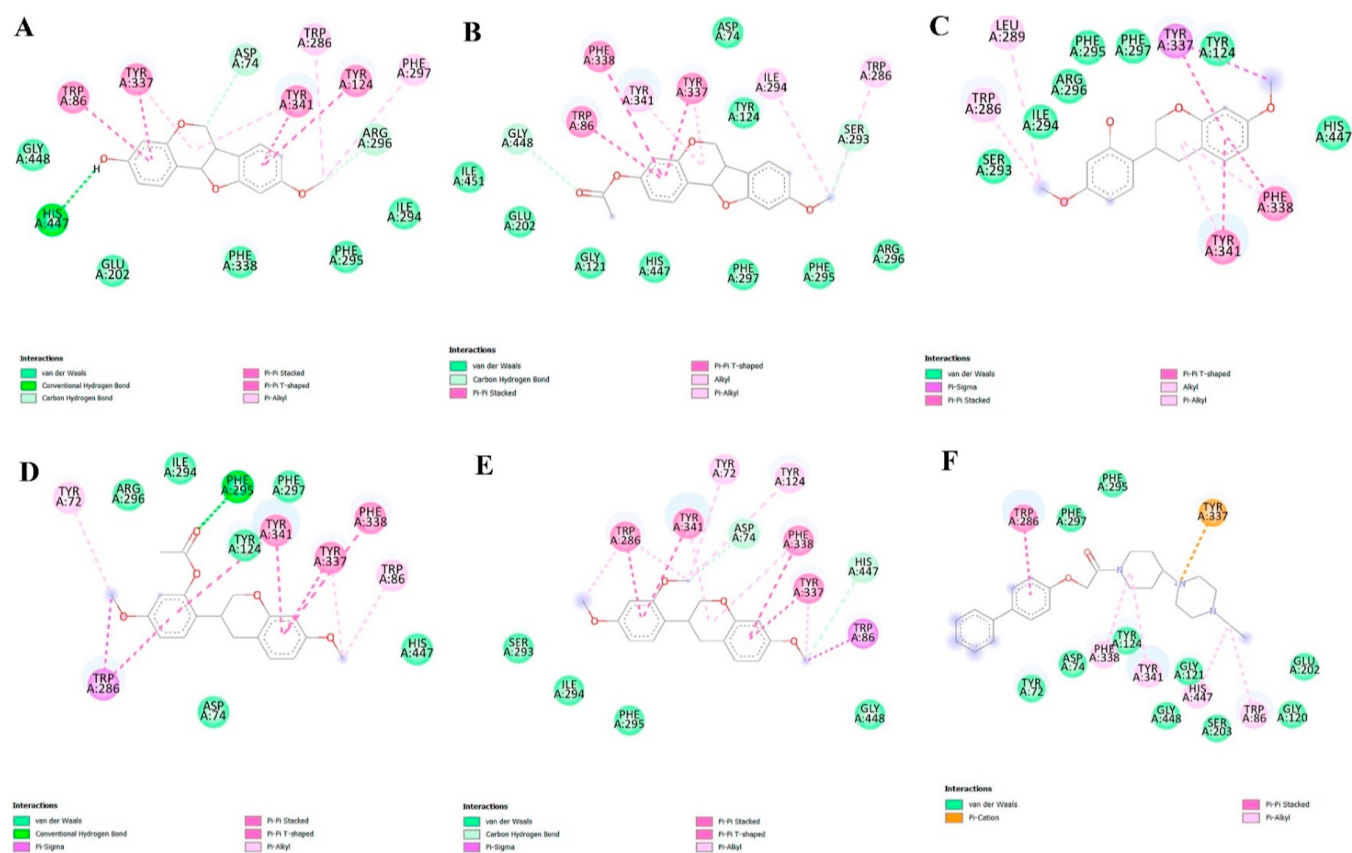 A
TRP
A:286
ASP
A:74
TYR
A:337
TYR
A:124
PHE
A:297
TRP
A:86
TYR
A:341
ARG
A:296
GLY
A:448
O
H
O
O
O
HIS
A:447
ILE
A:294
GLU
A:202
PHE
A:338
PHE
A:295
Interactions
van der Waals
Conventional Hydrogen Bond
Carbon Hydrogen Bond
Pi-Pi Stacked
Pi-Pi T-shaped
Pi-Alkyl
B
ASP
A:74
PHE
A:338
TRP
A:286
TYR
A:341
TYR
A:337
ILE
A:294
TYR
A:124
TRP
A:86
GLY
A:448
SER
A:293
O
O
O
O
O
ILE
A:451
GLU
A:202
GLY
A:121
HIS
A:447
PHE
A:297
PHE
A:295
ARG
A:296
Interactions
van der Waals
Carbon Hydrogen Bond
Pi-Pi Stacked
Pi-Pi T-shaped
Alkyl
Pi-Alkyl
C
LEU
A:289
PHE
A:295
PHE
A:297
TYR
A:337
TYR
A:124
ARG
A:296
TRP
A:286
ILE
A:294
SER
A:293
HIS
A:447
O
O
O
O
PHE
A:338
TYR
A:341
Interactions
van der Waals
Pi-Sigma
Pi-Pi Stacked
Pi-Pi T-shaped
Alkyl
Pi-Alkyl
D
ILE
A:294
PHE
A:295
PHE
A:297
TYR
A:72
ARG
A:296
PHE
A:338
TYR
A:341
TYR
A:124
TYR
A:337
TRP
A:86
O
O
O
O
O
HIS
A:447
TRP
A:286
ASP
A:74
Interactions
van der Waals
Conventional Hydrogen Bond
Pi-Sigma
Pi-Pi Stacked
Pi-Pi T-shaped
Pi-Alkyl
E
TYR
A:72
TYR
A:124
TRP
A:286
TYR
A:341
ASP
A:74
PHE
A:338
HIS
A:447
TYR
A:337
TRP
A:86
O
O
O
O
SER
A:293
ILE
A:294
PHE
A:295
GLY
A:448
Interactions
van der Waals
Carbon Hydrogen Bond
Pi-Sigma
Pi-Pi Stacked
Pi-Pi T-shaped
Pi-Alkyl
F
PHE
A:295
TRP
A:286
PHE
A:297
TYR
A:337
O
O
N
N
N
TYR
A:72
ASP
A:74
PHE
A:338
TYR
A:124
TYR
A:341
GLY
A:121
HIS
A:447
GLY
A:448
SER
A:203
TRP
A:86
GLU
A:202
GLY
A:120
Interactions
van der Waals
Pi-Cation
Pi-Pi Stacked
Pi-Alkyl